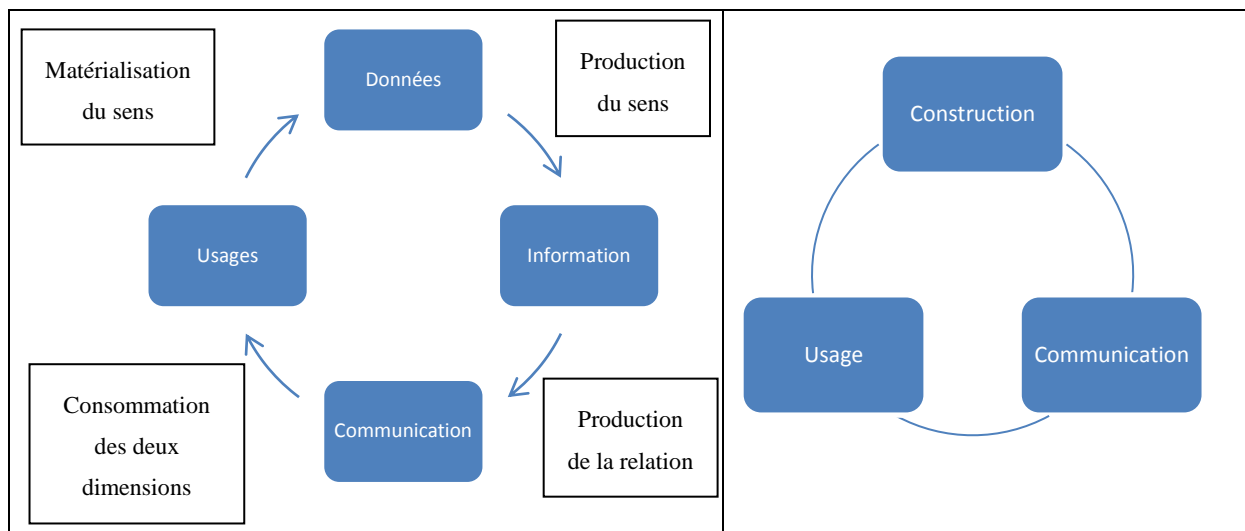 Matérialisation
du sens
Données
Production
du sens
Usages
Information
Consommation
des deux
dimensions
Communication
Production
de la relation
Construction
Usage
Communication